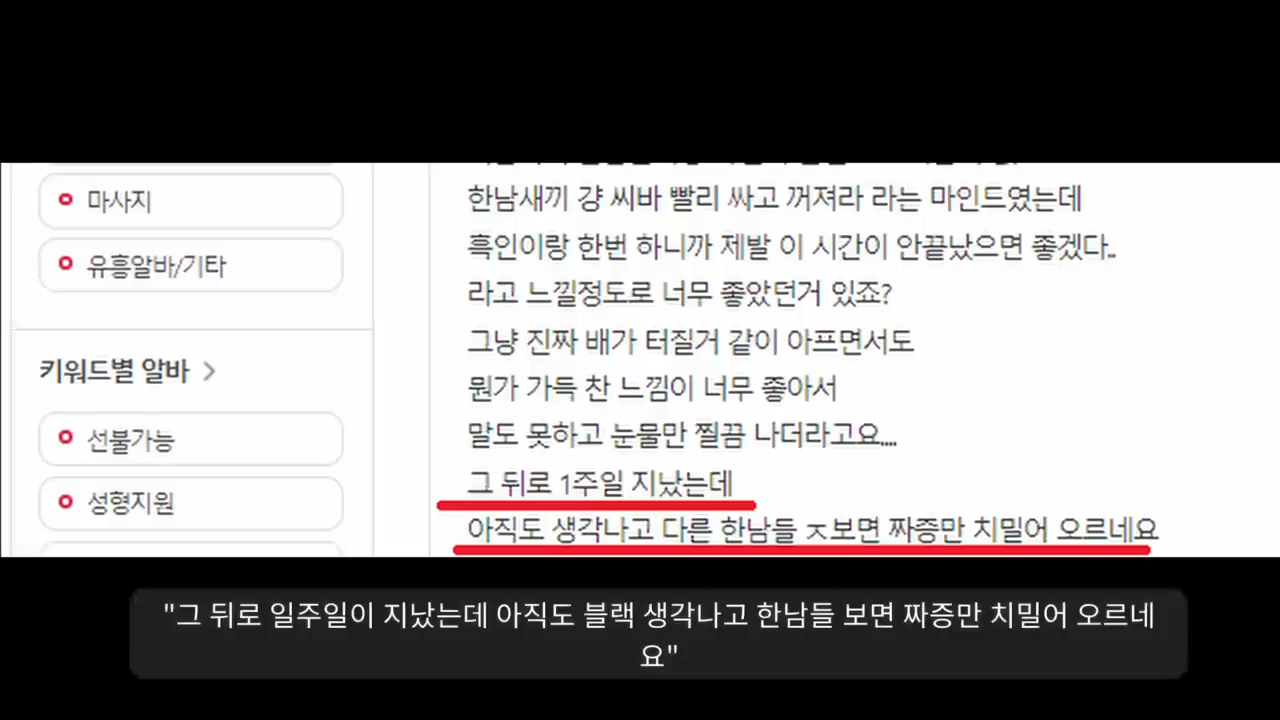 마사지
유흥알바/기타
키워드별 알바 >
선불가능
성형지원
한남새끼 걍 씨바 빨리 싸고 꺼져라 라는 마인드였는데
흑인이랑 한번 하니까 제발 이 시간이 안끝났으면 좋겠다..
라고 느낄정도로 너무 좋았던거 있죠?
그냥 진짜 배가 터질거 같이 아프면서도
뭔가 가득 찬 느낌이 너무 좋아서
말도 못하고 눈물만 찔끔 나더라고요....
그 뒤로 1주일 지났는데
아직도 생각나고 다른 한남들 ㅈ보면 짜증만 치밀어 오르네요
"그 뒤로 일주일이 지났는데 아직도 블랙 생각나고 한남들 보면 짜증만 치밀어 오르네
요"